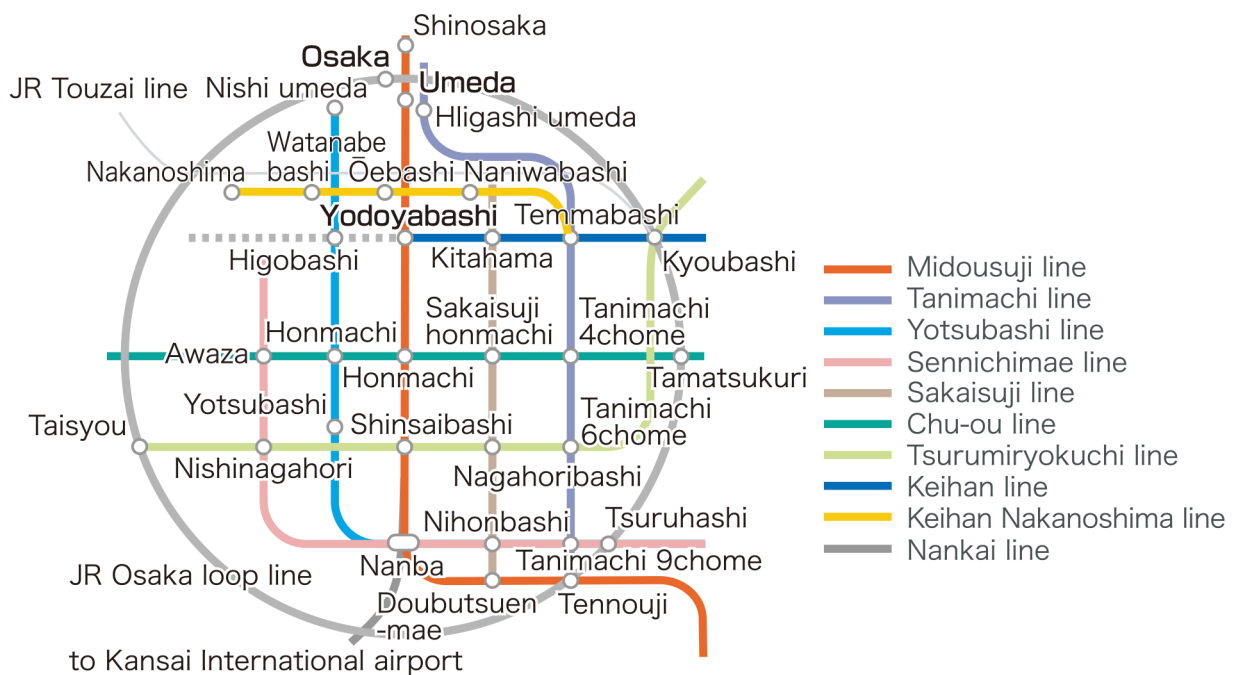 Shinosaka
Osaka
Umeda
JR Touzai line
Nishi umeda
Hligashi umeda
Watanabe
bashi
Nakanoshima
Ōebashi
Naniwabashi
Yodoyabashi
Temmabashi
Higobashi
Kitahama
Kyoubashi
Sakaisuji
honmachi
Tanimachi
4chome
Honmachi
Awaza
Honmachi
Tamatsukuri
Yotsubashi
Taisyou
Shinsaibashi
Tanimachi
6chome
Nishinagahori
Nagahoribashi
Nihonbashi
Tsuruhashi
Nanba
Tanimachi 9chome
JR Osaka loop line
Doubutsuen
-mae
Tennouji
to Kansai International airport
Midousuji line
Tanimachi line
Yotsubashi line
Sennichimae line
Sakaisuji line
Chu-ou line
Tsurumiryokuchi line
Keihan line
Keihan Nakanoshima line
Nankai line